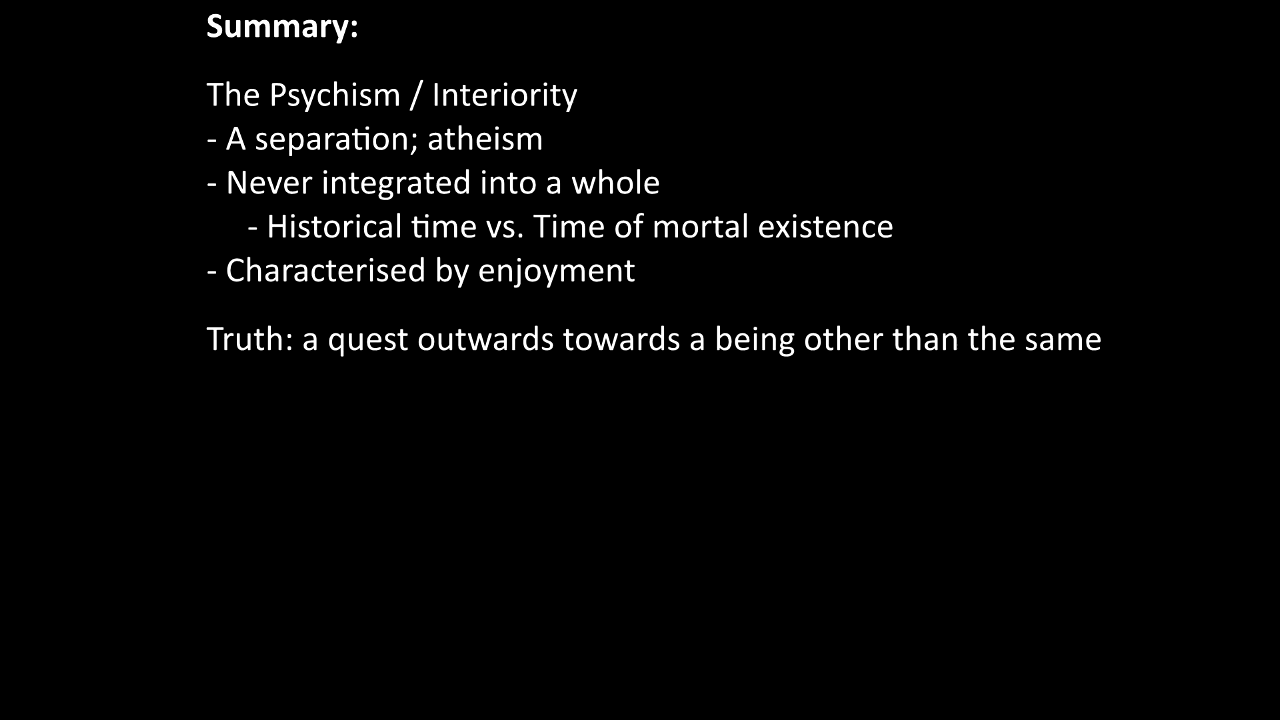 Summary:
The Psychism / Interiority
- A separation; atheism
- Never integrated into a whole
- Historical time vs. Time of mortal existence
- Characterised by enjoyment
Truth: a quest outwards towards a being other than the same